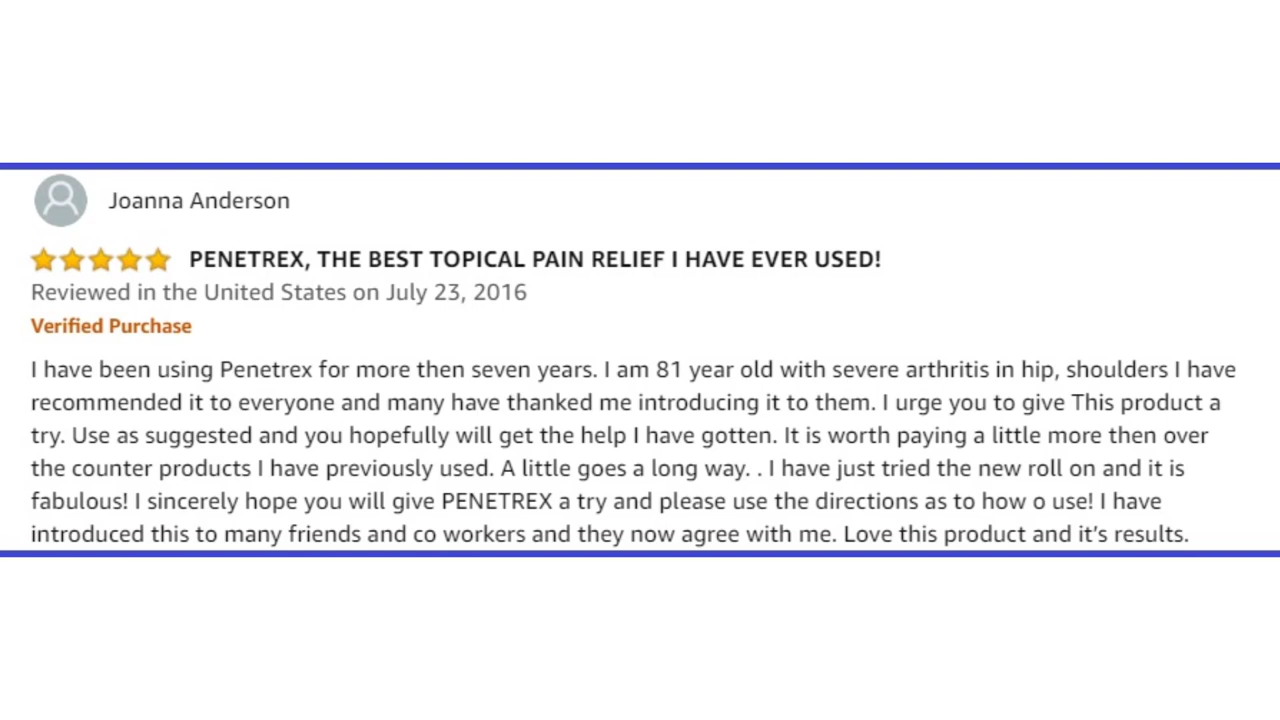 Joanna Anderson
PENETREX, THE BEST TOPICAL PAIN RELIEF I HAVE EVER USED!
Reviewed in the United States on July 23, 2016
Verified Purchase
I have been using Penetrex for more then seven years. I am 81 year old with severe arthritis in hip, shoulders I have
recommended it to everyone and many have thanked me introducing it to them. I urge you to give This product a
try. Use as suggested and you hopefully will get the help I have gotten. It is worth paying a little more then over
the counter products I have previously used. A little goes a long way. . I have just tried the new roll on and it is
fabulous! I sincerely hope you will give PENETREX a try and please use the directions as to how o use! I have
introduced this to many friends and co workers and they now agree with me. Love this product and it’s results.